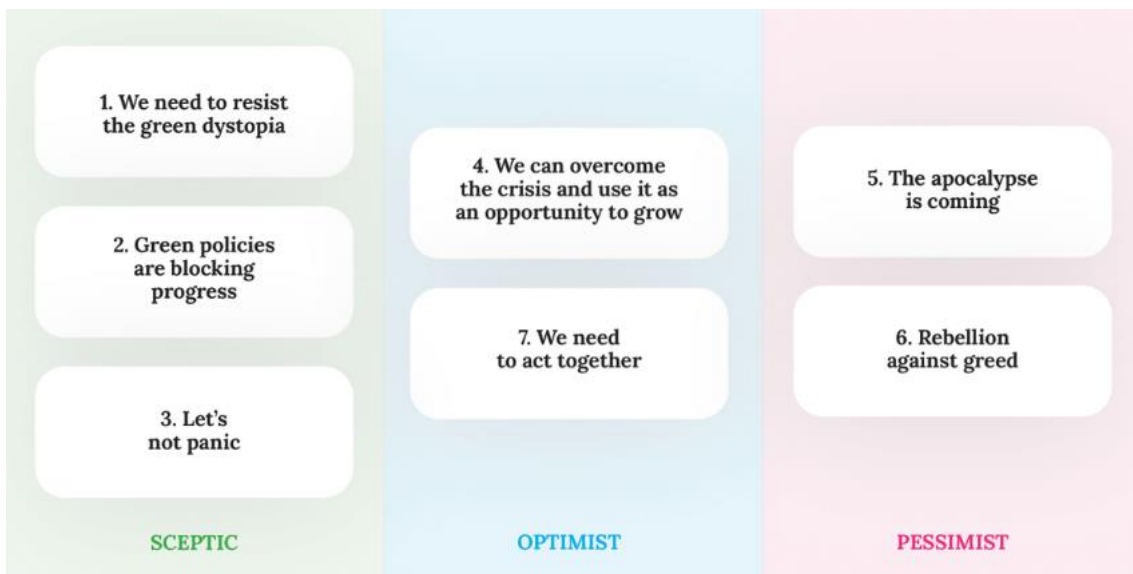 1. We need to resist
the green dystopia
2. Green policies
are blocking
progress
3. Let’s
not panic
SCEPTIC
4. We can overcome
the crisis and use it as
an opportunity to grow
7. We need
to act together
OPTIMIST
5. The apocalypse
is coming
6. Rebellion
against greed
PESSIMIST